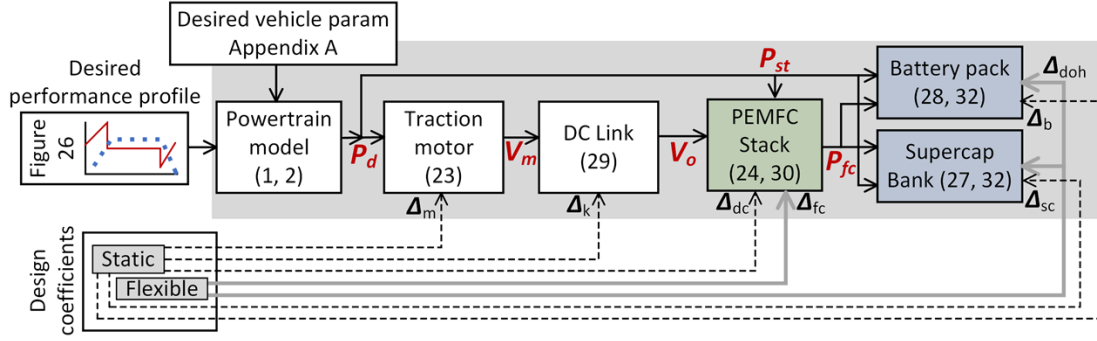 Desired vehicle param
Appendix A
Desired
performance profile
Figure
26
Powertrain
model
(1, 2)
P_d
Traction
motor
(23)
V_m
DC Link
(29)
V_o
P_st
PEMFC
Stack
(24, 30)
P_fc
Battery pack
(28, 32)
Supercap
Bank (27, 32)
Δ_doh
Δ_b
Δ_sc
Δ_m
Δ_k
Δ_dc
Δ_fc
Design
coefficients
Static
Flexible